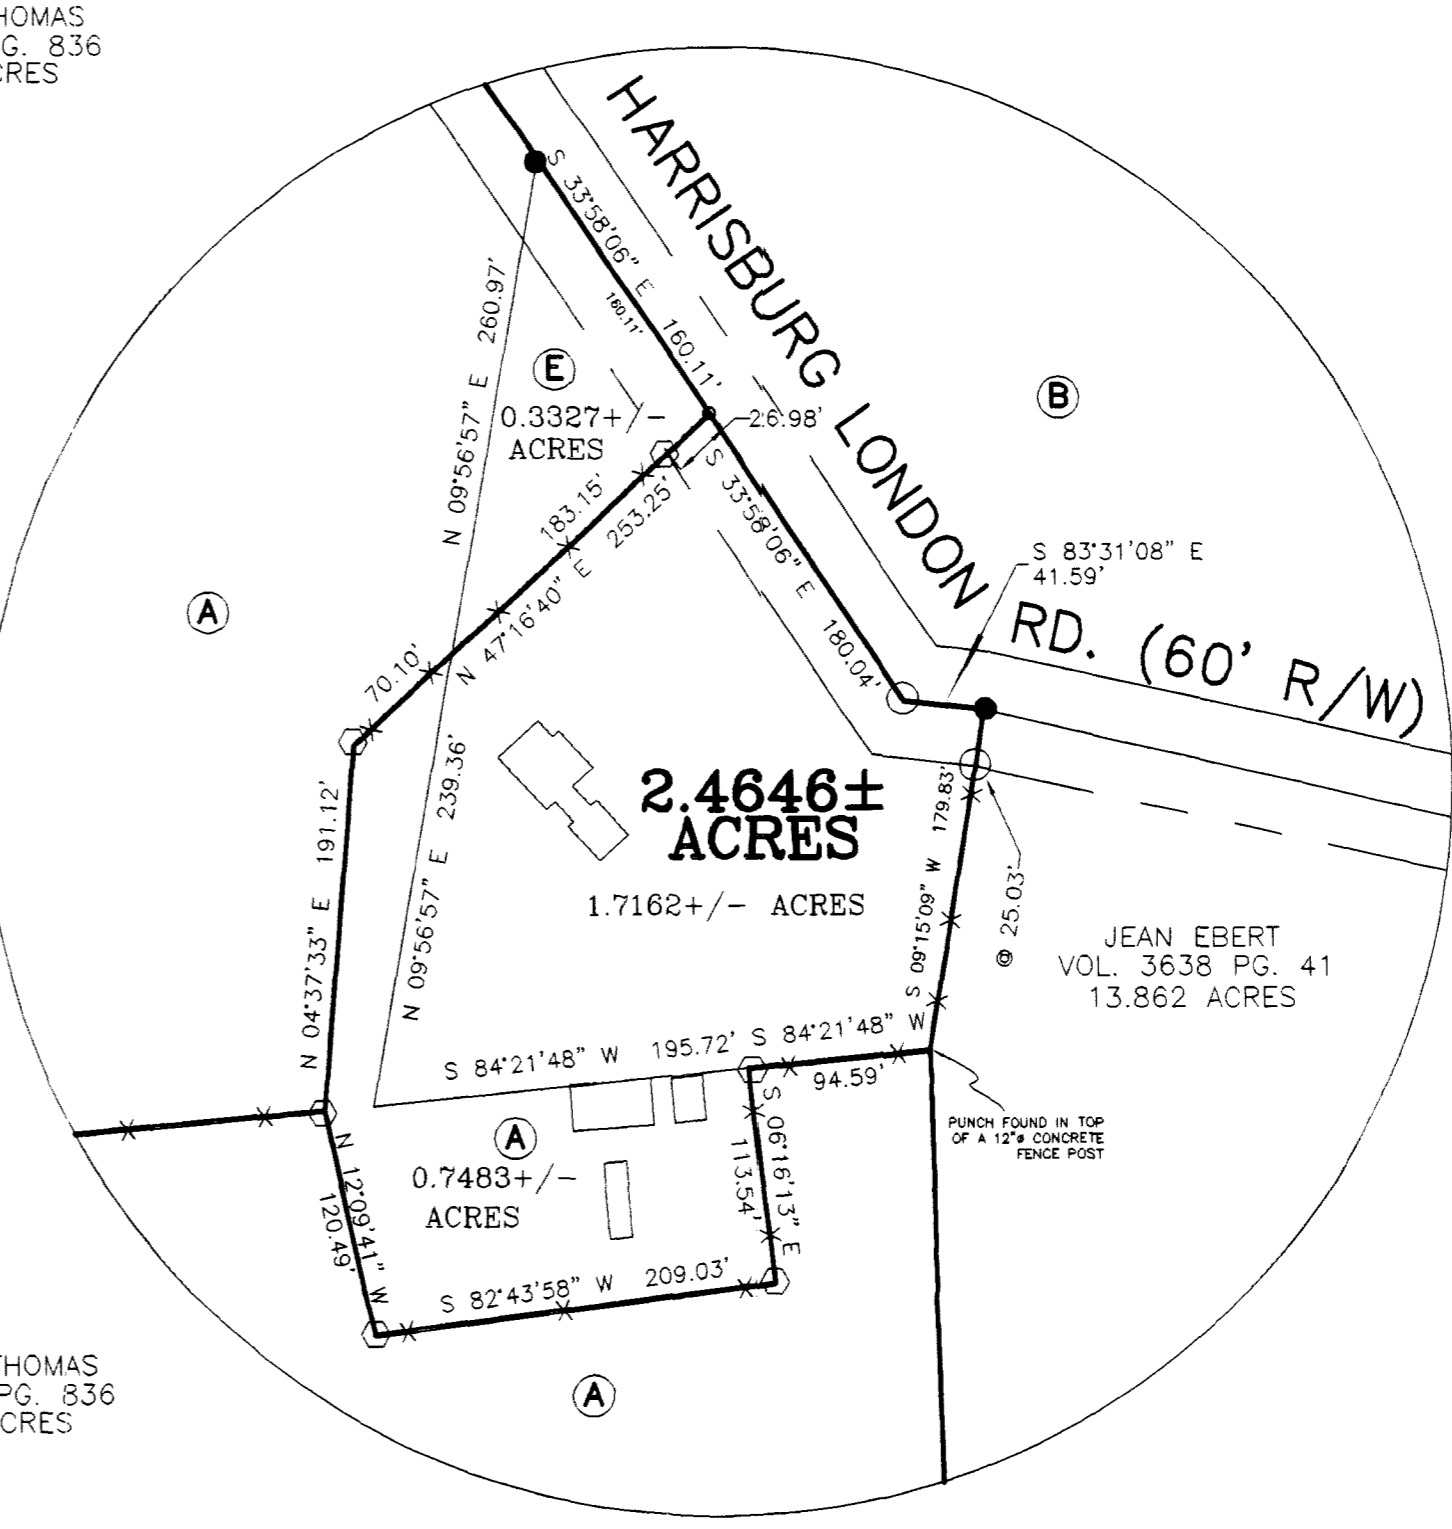 HOMAS
G. 836
CRES
HARRISBURG LONDON RD. (60' R/W)
S 33°58'06" E 160.11'
160.11'
N 09°56'57" E 260.97'
E
0.3327+/-
ACRES
B
26.98'
183.15'
N 47°16'40" E 253.25'
S 33°58'06" E 180.04'
S 83°31'08" E
41.59'
A
70.10'
N 04°37'33" E 191.12'
N 09°56'57" E 239.36'
2.4646±
ACRES
1.7162+/- ACRES
S 09°15'09" W 179.83'
@ 25.03'
JEAN EBERT
VOL. 3638 PG. 41
13.862 ACRES
S 84°21'48" W 195.72'
S 84°21'48" W
94.59'
PUNCH FOUND IN TOP
OF A 12"ø CONCRETE
FENCE POST
A
0.7483+/-
ACRES
S 06°16'13" E
113.54'
N 12°09'41" W
120.49'
S 82°43'58" W 209.03'
A
THOMAS
PG. 836
CRES